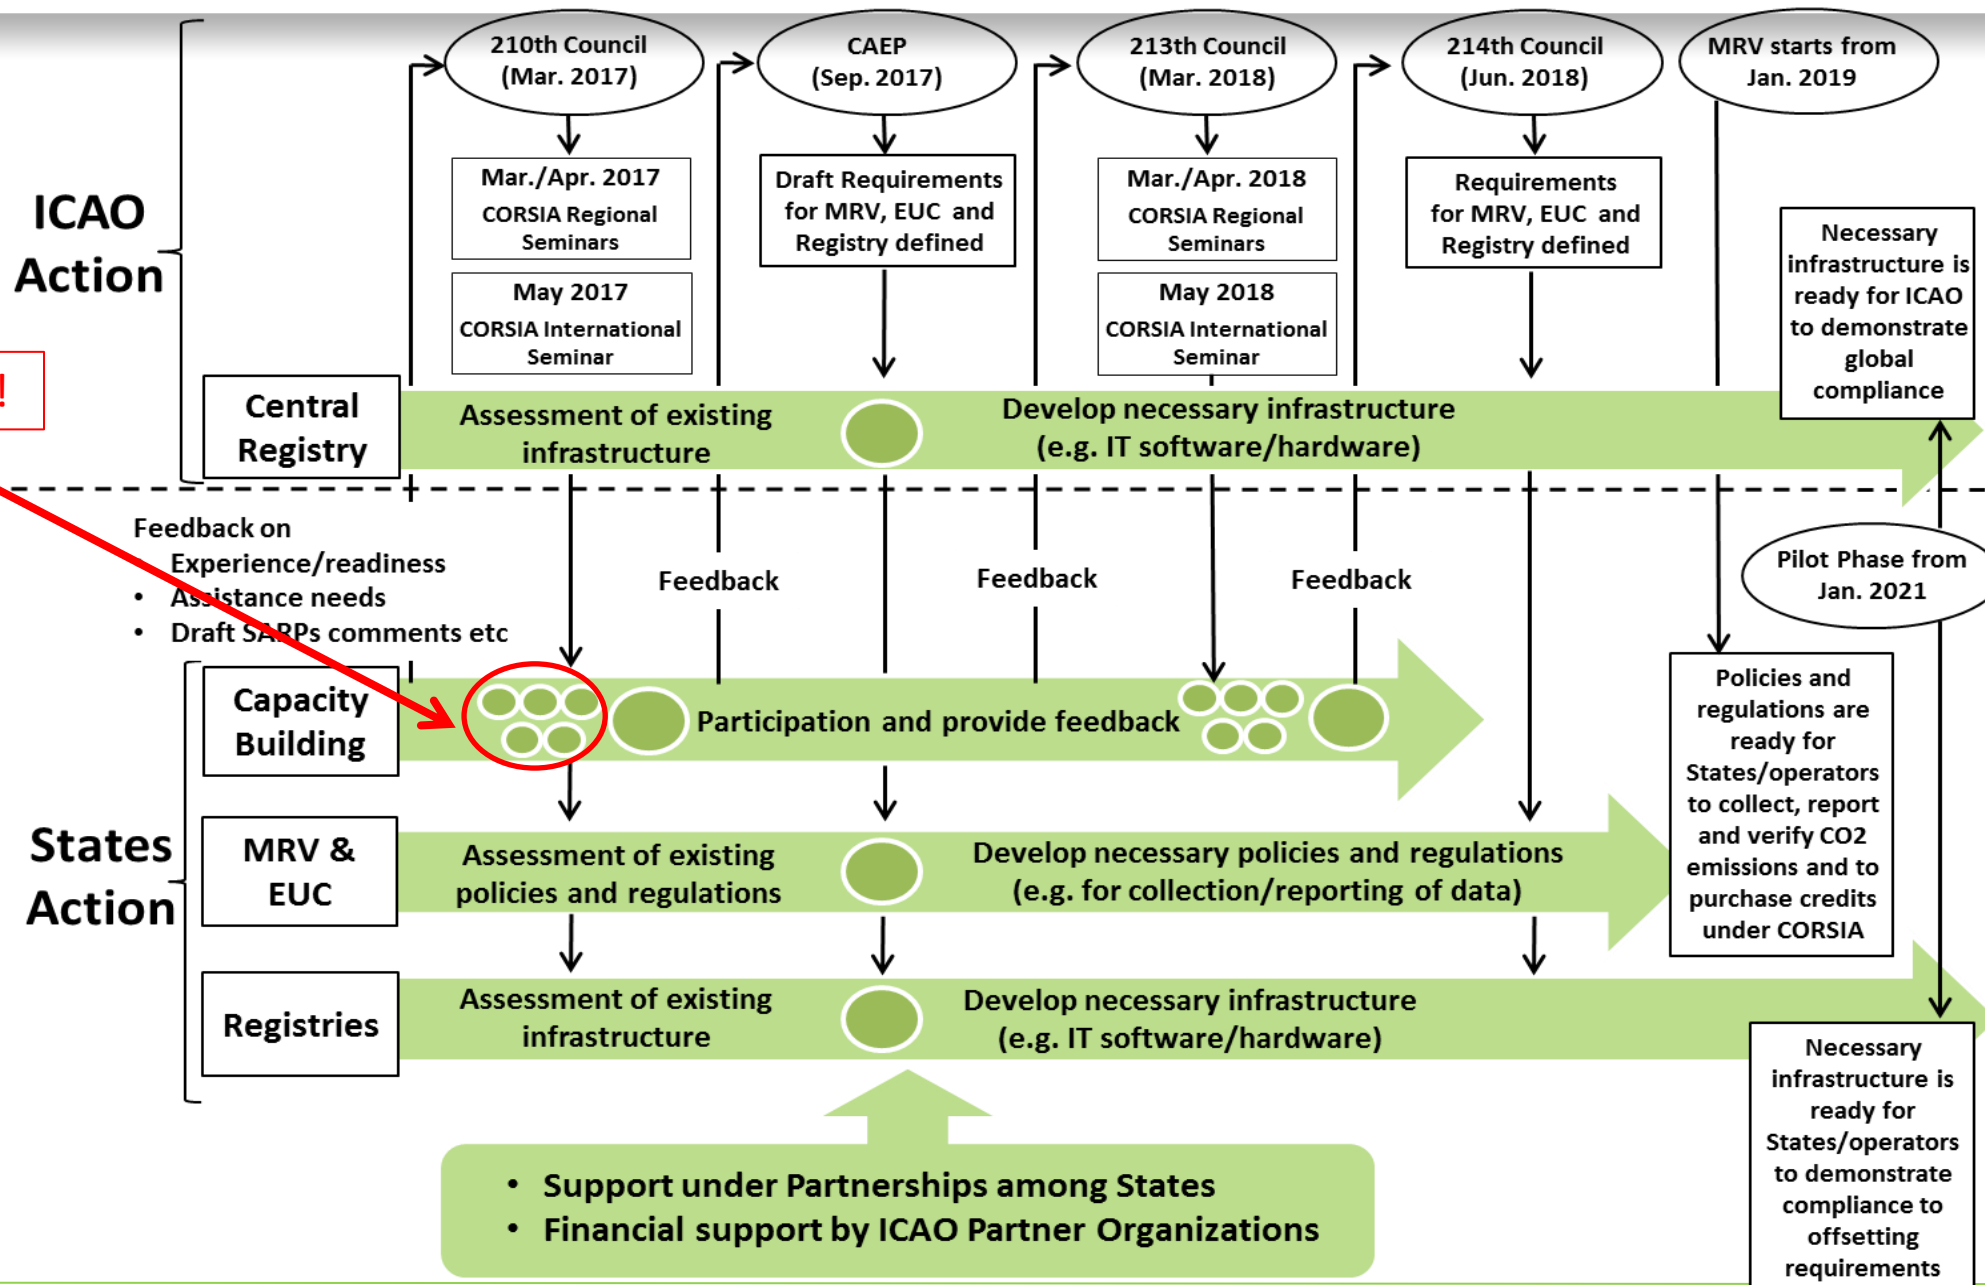 210th Council
(Mar. 2017)
CAEP
(Sep. 2017)
213th Council
(Mar. 2018)
214th Council
(Jun. 2018)
MRV starts from
Jan. 2019
ICAO
Action
Mar./Apr. 2017
CORSIA Regional
Seminars
May 2017
CORSIA International
Seminar
Draft Requirements
for MRV, EUC and
Registry defined
Mar./Apr. 2018
CORSIA Regional
Seminars
May 2018
CORSIA International
Seminar
Requirements
for MRV, EUC and
Registry defined
Necessary
infrastructure is
ready for ICAO
to demonstrate
global
compliance
!
Central
Registry
Assessment of existing
infrastructure
Develop necessary infrastructure
(e.g. IT software/hardware)
Feedback on
Experience/readiness
• Assistance needs
• Draft SARPs comments etc
Feedback
Feedback
Feedback
Pilot Phase from
Jan. 2021
States
Action
Capacity
Building
Participation and provide feedback
MRV &
EUC
Assessment of existing
policies and regulations
Develop necessary policies and regulations
(e.g. for collection/reporting of data)
Policies and
regulations are
ready for
States/operators
to collect, report
and verify CO2
emissions and to
purchase credits
under CORSIA
Registries
Assessment of existing
infrastructure
Develop necessary infrastructure
(e.g. IT software/hardware)
Necessary
infrastructure is
ready for
States/operators
to demonstrate
compliance to
offsetting
requirements
• Support under Partnerships among States
• Financial support by ICAO Partner Organizations